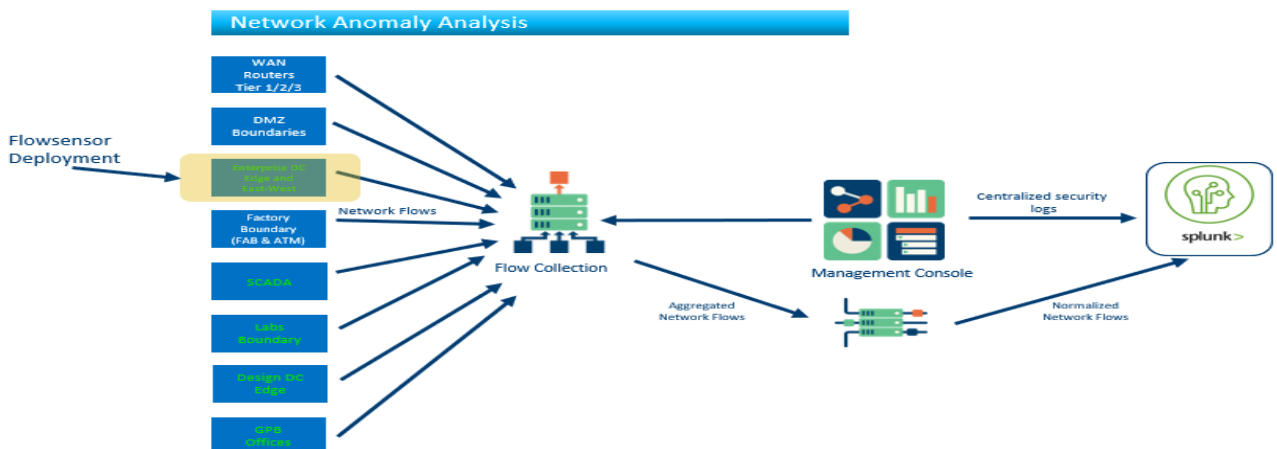 Network Anomaly Analysis
WAN
Routers
Tier 1/2/3
DMZ
Boundaries
Flowsensor
Deployment
Enterprise DC
Edge and
East-West
Factory
Boundary
(FAB & ATM)
Network Flows
SCADA
Labs
Boundary
Design DC
Edge
GPB
Offices
Flow Collection
Aggregated
Network Flows
Management Console
Centralized security
logs
Normalized
Network Flows
splunk>